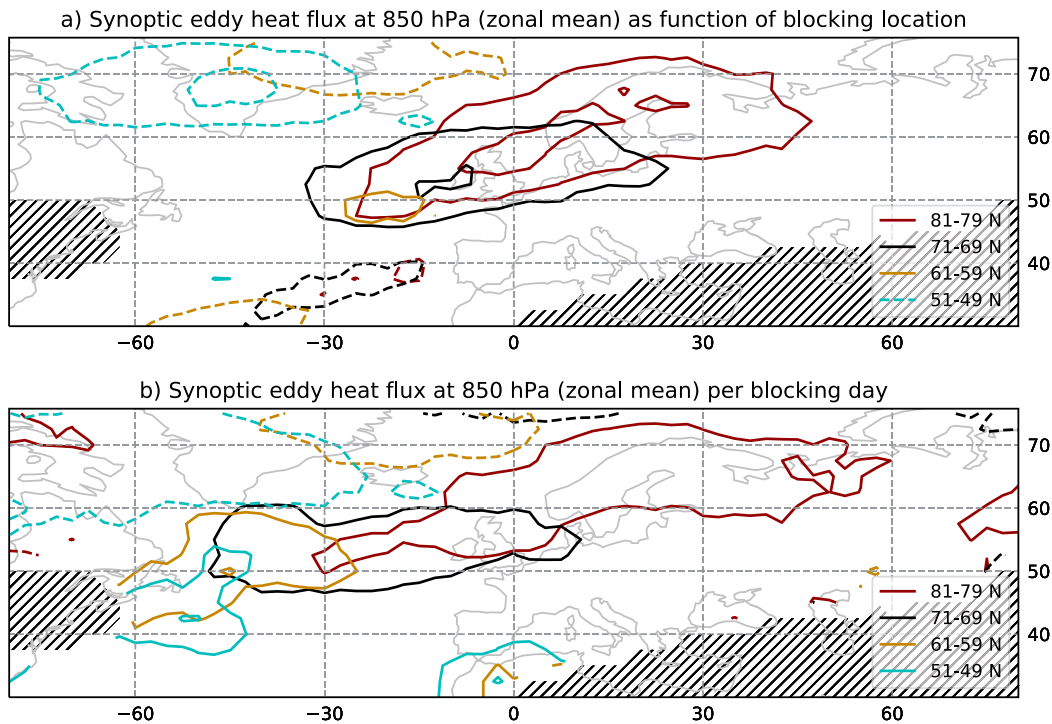 a) Synoptic eddy heat flux at 850 hPa (zonal mean) as function of blocking location
70
60
50
40
81-79 N
71-69 N
61-59 N
51-49 N
−60
−30
0
30
60
b) Synoptic eddy heat flux at 850 hPa (zonal mean) per blocking day
70
60
50
40
81-79 N
71-69 N
61-59 N
51-49 N
−60
−30
0
30
60